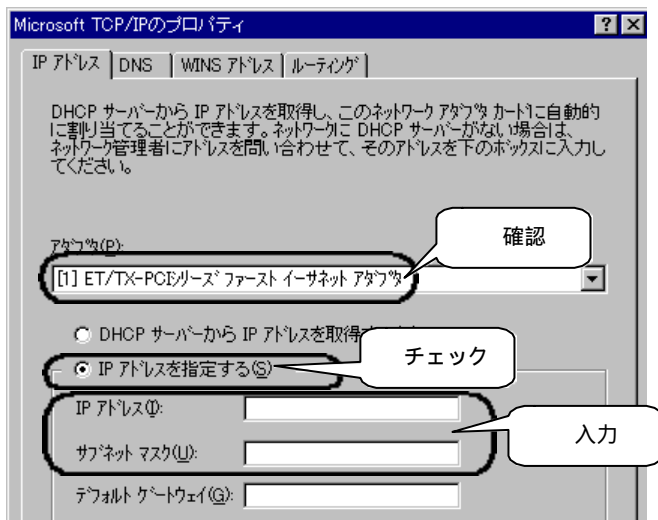 Microsoft TCP/IPのプロパティ
IP アドレス DNS WINS アドレス ルーティング
DHCP サーバーから IP アドレスを取得し、このネットワーク アダプタ カードに自動的
に割り当てることができます。ネットワークに DHCP サーバーがない場合は、
ネットワーク管理者にアドレスを問い合わせて、そのアドレスを下のボックスに入力し
てください。
確認
アダプタ(P):
[1] ET/TX-PCIシリーズ ファースト イーサネット アダプタ
DHCP サーバーから IP アドレスを取得
チェック
IP アドレスを指定する(S)
IP アドレス(I):
入力
サブネット マスク(U):
デフォルト ゲートウェイ(G):